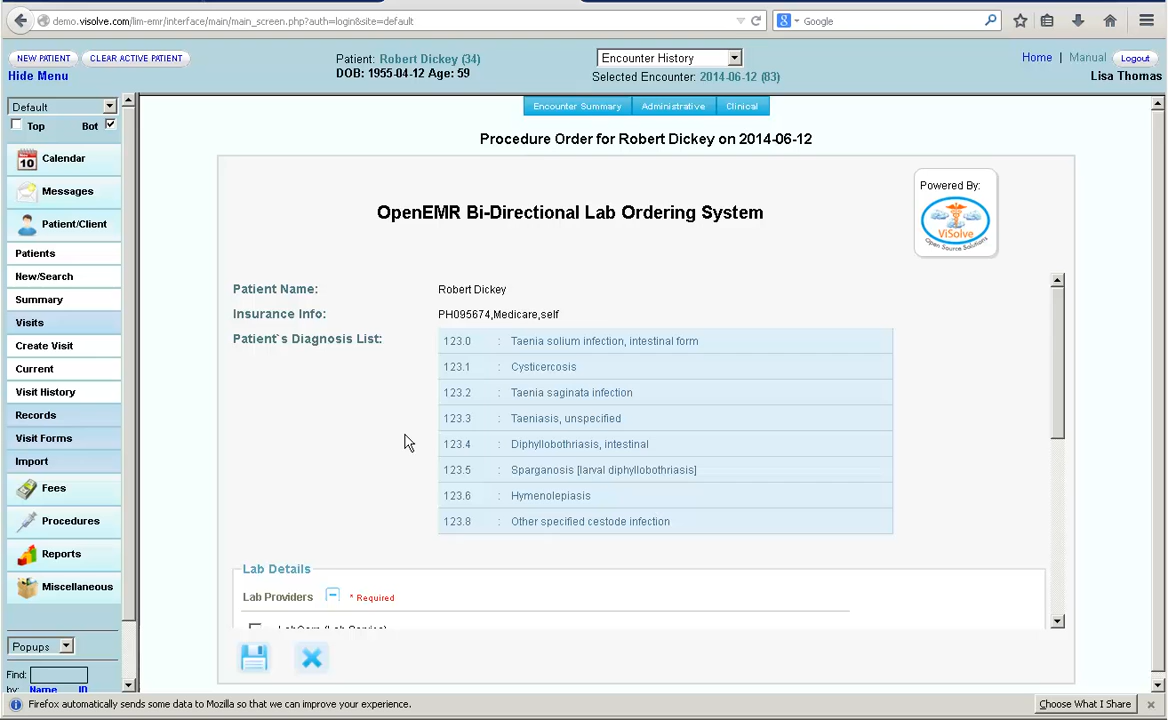 demo.visolve.com/lim-emr/interface/main/main_screen.php?auth=login&site=default
Google
NEW PATIENT CLEAR ACTIVE PATIENT
Hide Menu
Patient: Robert Dickey (34)
DOB: 1955-04-12 Age: 59
Encounter History
Selected Encounter: 2014-06-12 (83)
Home Manual Logout
Lisa Thomas
Default
Top Bot
10 Calendar
Messages
Patient/Client
Patients
New/Search
Summary
Visits
Create Visit
Current
Visit History
Records
Visit Forms
Import
Fees
Procedures
Reports
Miscellaneous
Popups
Find:
by: Name ID
Encounter Summary Administrative Clinical
Procedure Order for Robert Dickey on 2014-06-12
OpenEMR Bi-Directional Lab Ordering System
Powered By:
ViSolve
Open Source Solutions
Patient Name: Robert Dickey
Insurance Info: PH095674,Medicare,self
Patient`s Diagnosis List:
123.0 : Taenia solium infection, intestinal form
123.1 : Cysticercosis
123.2 : Taenia saginata infection
123.3 : Taeniasis, unspecified
123.4 : Diphyllobothriasis, intestinal
123.5 : Sparganosis [larval diphyllobothriasis]
123.6 : Hymenolepiasis
123.8 : Other specified cestode infection
Lab Details
Lab Providers * Required
LabCorp (Lab Service)
Firefox automatically sends some data to Mozilla so that we can improve your experience.
Choose What I Share